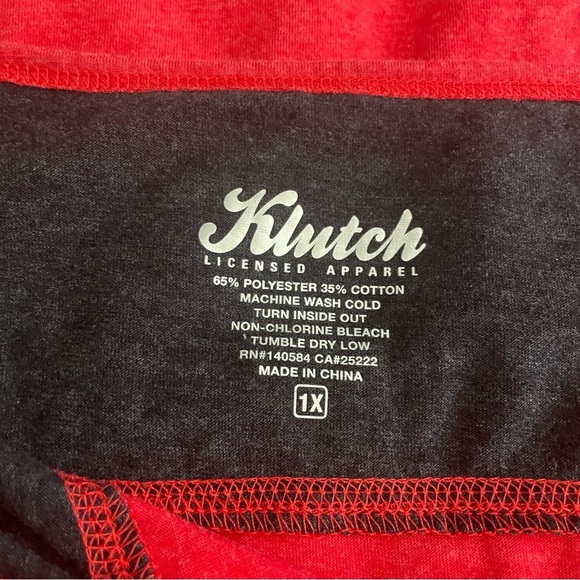 Klutch
LICENSED APPAREL
65% POLYESTER 35% COTTON
MACHINE WASH COLD
TURN INSIDE OUT
NON-CHLORINE BLEACH
TUMBLE DRY LOW
RN#140584 CA#25222
MADE IN CHINA
1X